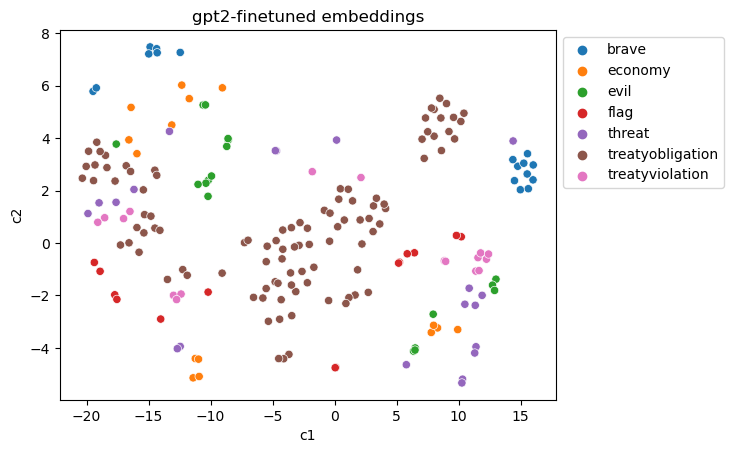 gpt2-finetuned embeddings
8
6
4
2
0
−2
−4
c2
−20
−15
−10
−5
0
5
10
15
c1
brave
economy
evil
flag
threat
treatyobligation
treatyviolation